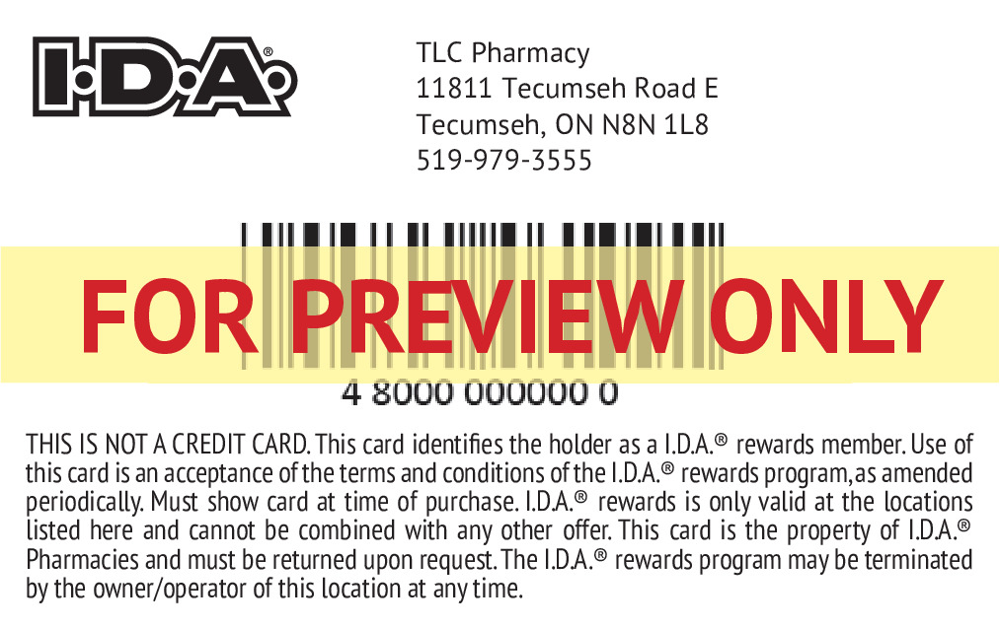 I·D·A·®
TLC Pharmacy
11811 Tecumseh Road E
Tecumseh, ON N8N 1L8
519-979-3555
FOR PREVIEW ONLY
4 8000 000000 0
THIS IS NOT A CREDIT CARD. This card identifies the holder as a I.D.A.® rewards member. Use of
this card is an acceptance of the terms and conditions of the I.D.A.® rewards program, as amended
periodically. Must show card at time of purchase. I.D.A.® rewards is only valid at the locations
listed here and cannot be combined with any other offer. This card is the property of I.D.A.®
Pharmacies and must be returned upon request. The I.D.A.® rewards program may be terminated
by the owner/operator of this location at any time.